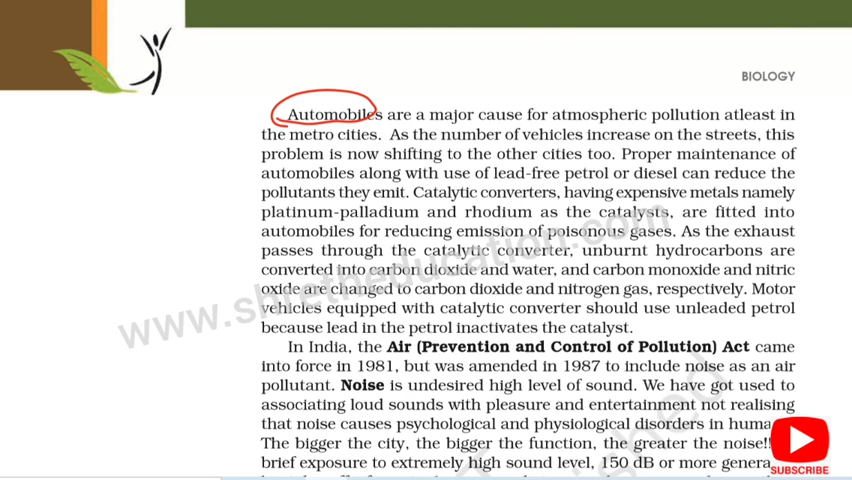 BIOLOGY
Automobiles are a major cause for atmospheric pollution atleast in
the metro cities. As the number of vehicles increase on the streets, this
problem is now shifting to the other cities too. Proper maintenance of
automobiles along with use of lead-free petrol or diesel can reduce the
pollutants they emit. Catalytic converters, having expensive metals namely
platinum-palladium and rhodium as the catalysts, are fitted into
automobiles for reducing emission of poisonous gases. As the exhaust
passes through the catalytic converter, unburnt hydrocarbons are
converted into carbon dioxide and water, and carbon monoxide and nitric
oxide are changed to carbon dioxide and nitrogen gas, respectively. Motor
vehicles equipped with catalytic converter should use unleaded petrol
because lead in the petrol inactivates the catalyst.
In India, the Air (Prevention and Control of Pollution) Act came
into force in 1981, but was amended in 1987 to include noise as an air
pollutant. Noise is undesired high level of sound. We have got used to
associating loud sounds with pleasure and entertainment not realising
that noise causes psychological and physiological disorders in huma
The bigger the city, the bigger the function, the greater the noise!!
brief exposure to extremely high sound level, 150 dB or more genera
www.shretheducation.com
SUBSCRIBE